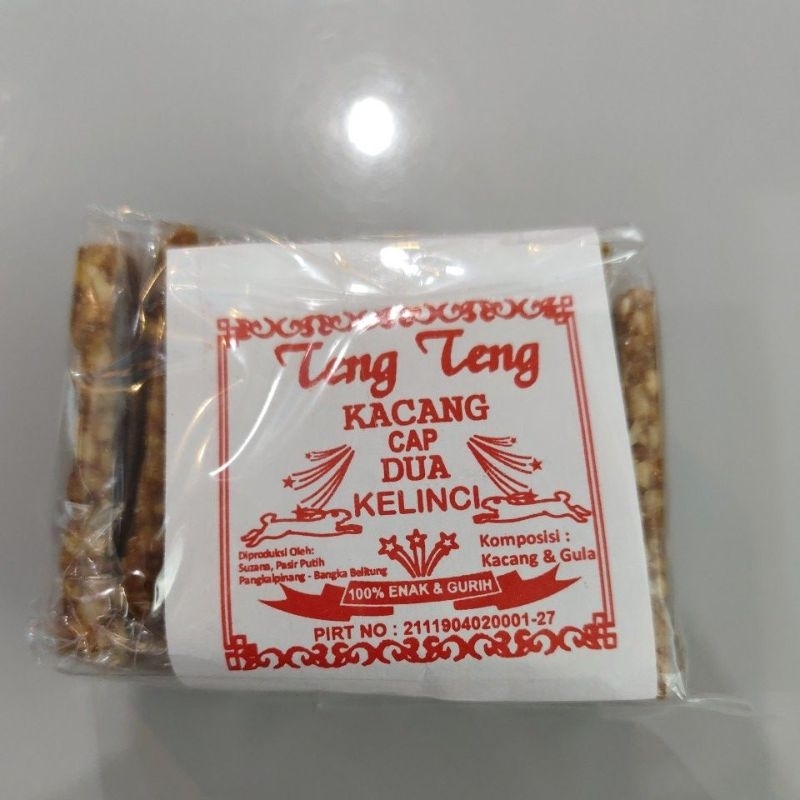 Teng Teng
KACANG
CAP
DUA
KELINCI
Diproduksi Oleh:
Suzana, Pasir Putih
Pangkalpinang - Bangka Belitung
Komposisi :
Kacang & Gula
100% ENAK & GURIH
PIRT NO : 2111904020001-27